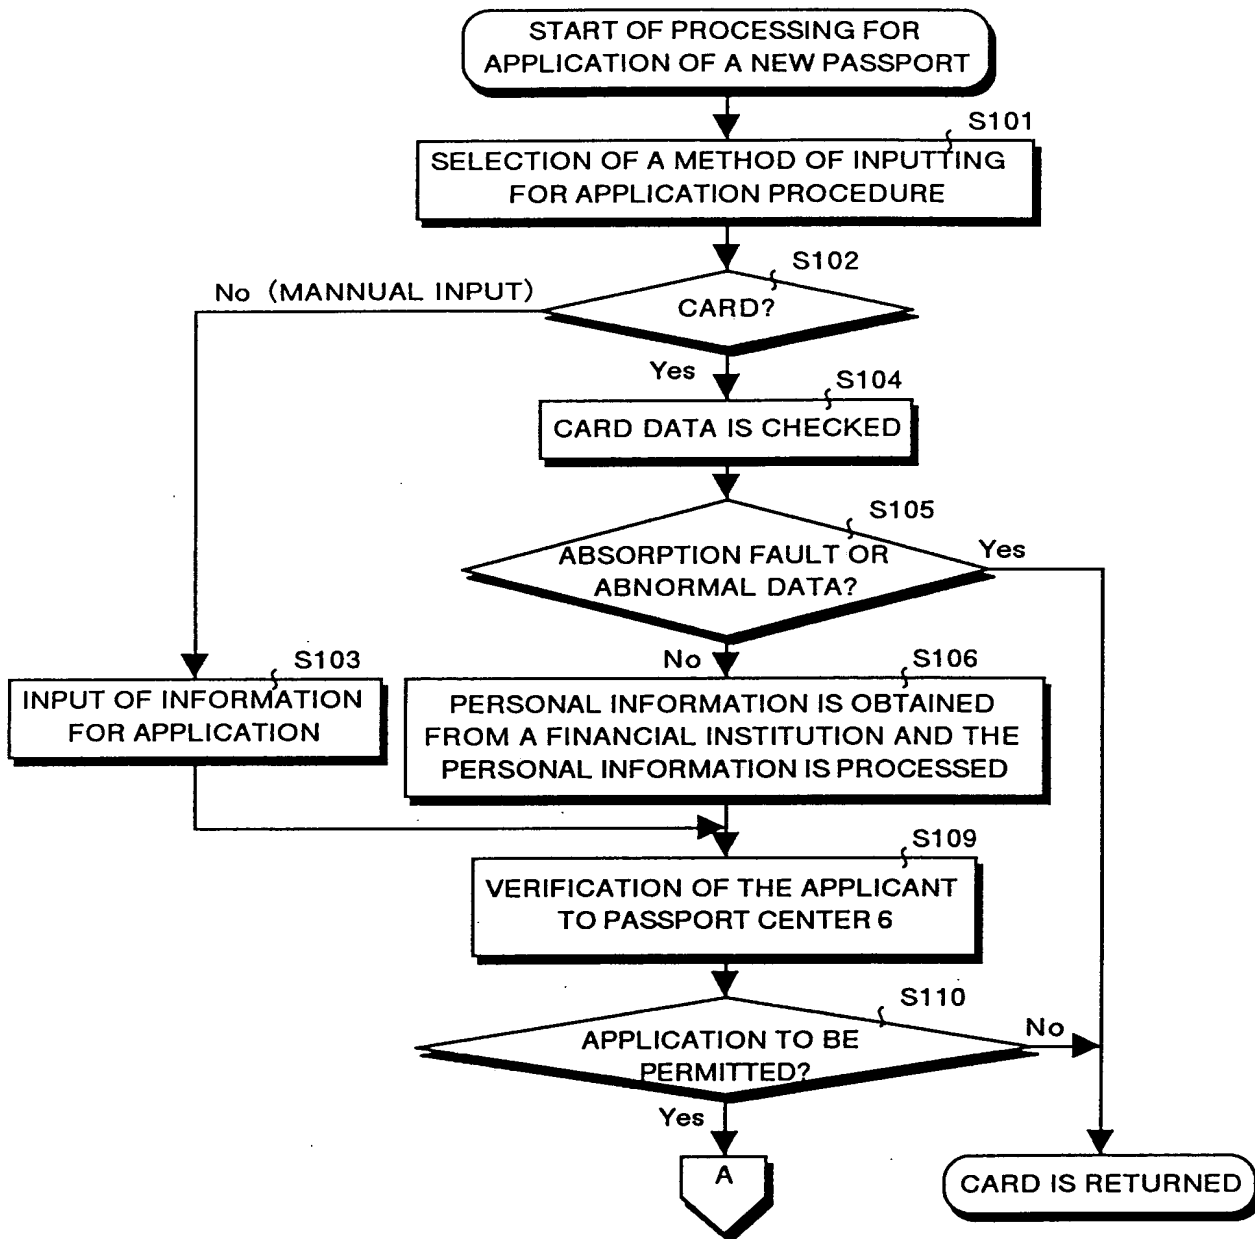 START OF PROCESSING FOR
APPLICATION OF A NEW PASSPORT
S101
SELECTION OF A METHOD OF INPUTTING
FOR APPLICATION PROCEDURE
S102
No (MANNUAL INPUT)
CARD?
Yes
S104
CARD DATA IS CHECKED
S105
ABSORPTION FAULT OR
ABNORMAL DATA?
Yes
No
S103
INPUT OF INFORMATION
FOR APPLICATION
S106
PERSONAL INFORMATION IS OBTAINED
FROM A FINANCIAL INSTITUTION AND THE
PERSONAL INFORMATION IS PROCESSED
S109
VERIFICATION OF THE APPLICANT
TO PASSPORT CENTER 6
S110
APPLICATION TO BE
PERMITTED?
No
Yes
A
CARD IS RETURNED